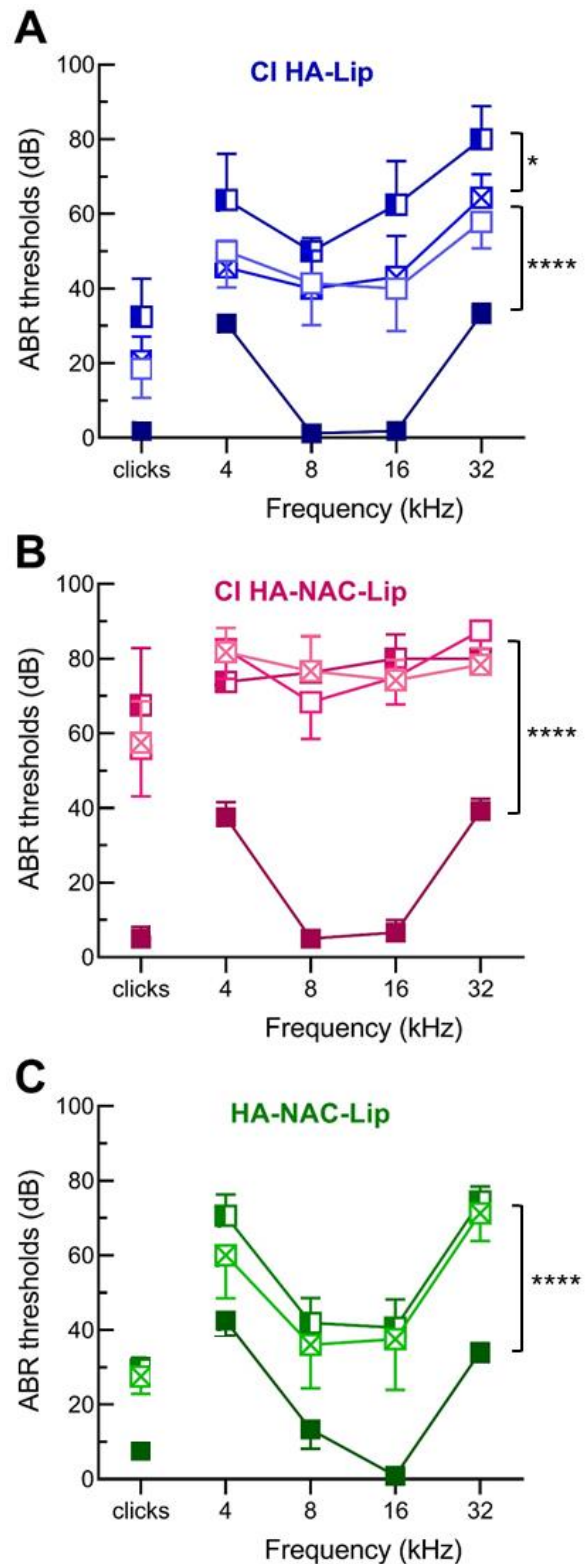 A
CI HA-Lip
ABR thresholds (dB)
100
80
60
40
20
0
*
****
clicks 4 8 16 32
Frequency (kHz)
B
CI HA-NAC-Lip
ABR thresholds (dB)
100
80
60
40
20
0
****
clicks 4 8 16 32
Frequency (kHz)
C
HA-NAC-Lip
ABR thresholds (dB)
100
80
60
40
20
0
****
clicks 4 8 16 32
Frequency (kHz)